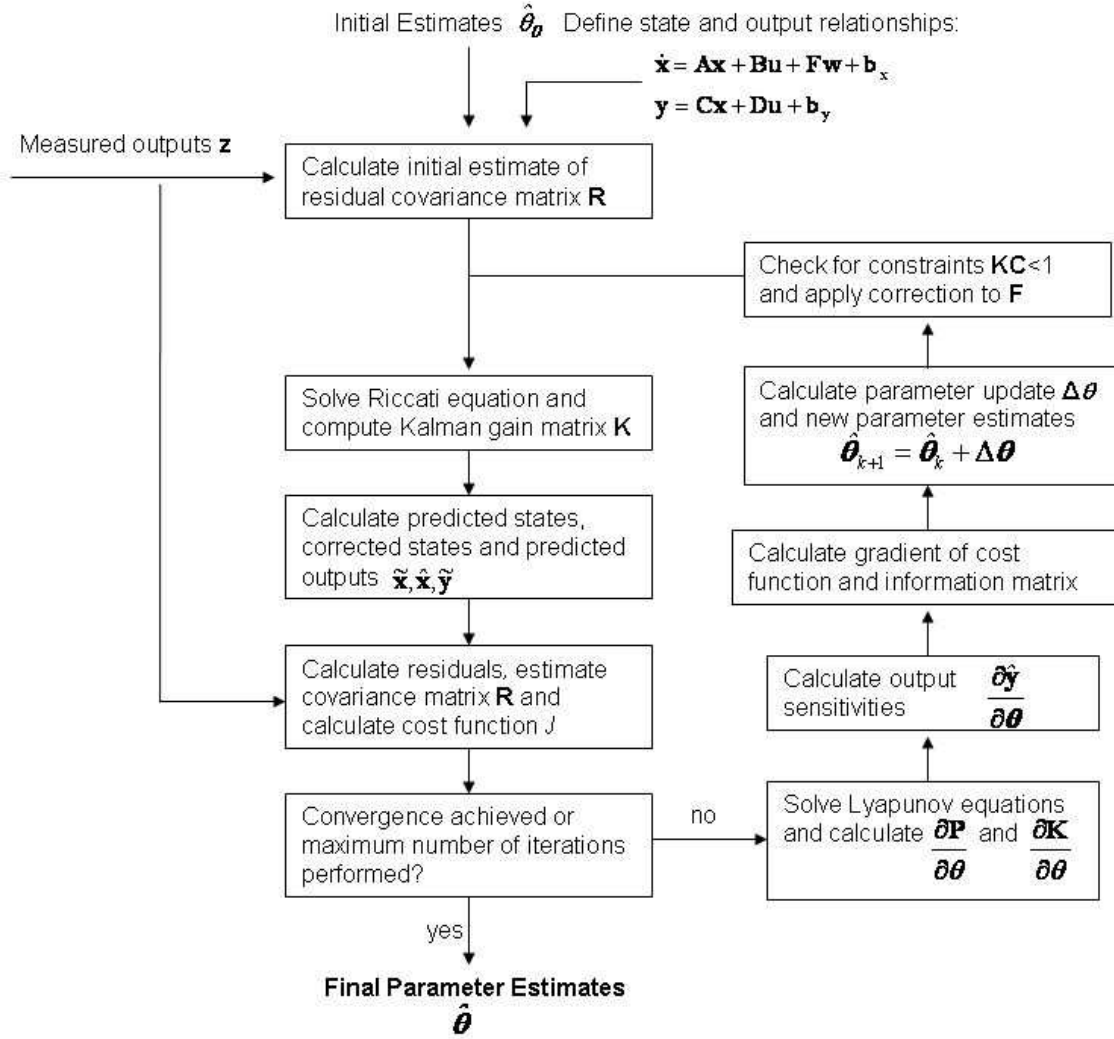 Initial Estimates θ̂₀ Define state and output relationships:
ẋ = Ax + Bu + Fw + bₓ
y = Cx + Du + b_y
Measured outputs z
Calculate initial estimate of
residual covariance matrix R
Check for constraints KC<1
and apply correction to F
Solve Riccati equation and
compute Kalman gain matrix K
Calculate parameter update Δθ
and new parameter estimates
θ̂ₖ₊₁ = θ̂ₖ + Δθ
Calculate predicted states,
corrected states and predicted
outputs x̃, x̂, ỹ
Calculate gradient of cost
function and information matrix
Calculate residuals, estimate
covariance matrix R and
calculate cost function J
Calculate output ∂ŷ/∂θ
sensitivities
Convergence achieved or
maximum number of iterations
performed?
no
Solve Lyapunov equations
and calculate ∂P/∂θ and ∂K/∂θ
yes
Final Parameter Estimates
θ̂